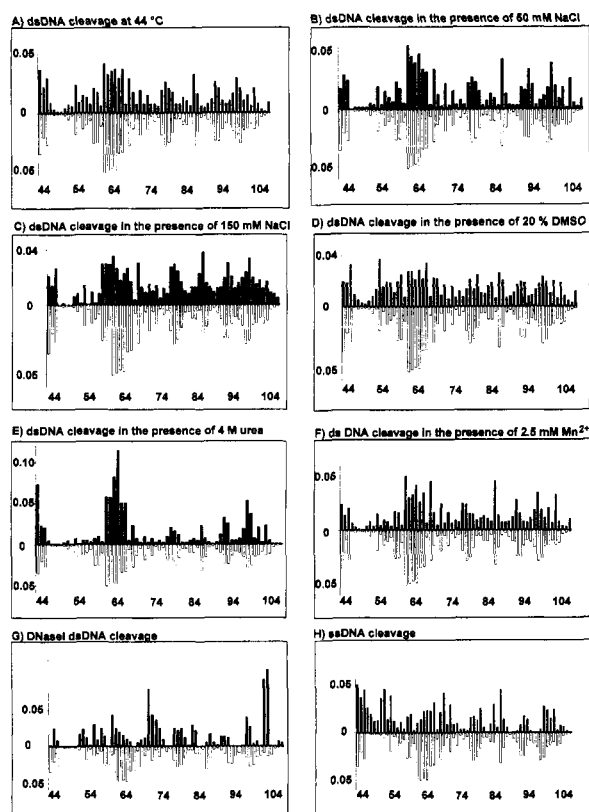 A) dsDNA cleavage at 44 °C
0.05
0
0.05
44 54 64 74 84 94 104
B) dsDNA cleavage in the presence of 50 mM NaCl
0.05
0
0.05
44 54 64 74 84 94 104
C) dsDNA cleavage in the presence of 150 mM NaCl
0.04
0
0.05
44 54 64 74 84 94 104
D) dsDNA cleavage in the presence of 20 % DMSO
0.04
0
0.05
44 54 64 74 84 94 104
E) dsDNA cleavage in the presence of 4 M urea
0.10
0.05
0
0.05
44 54 64 74 84 94 104
F) ds DNA cleavage in the presence of 2.5 mM Mn²⁺
0.05
0
0.05
44 54 64 74 84 94 104
G) DNaseI dsDNA cleavage
0.05
0
0.05
44 54 64 74 84 94 104
H) ssDNA cleavage
0.05
0
0.05
44 54 64 74 84 94 104